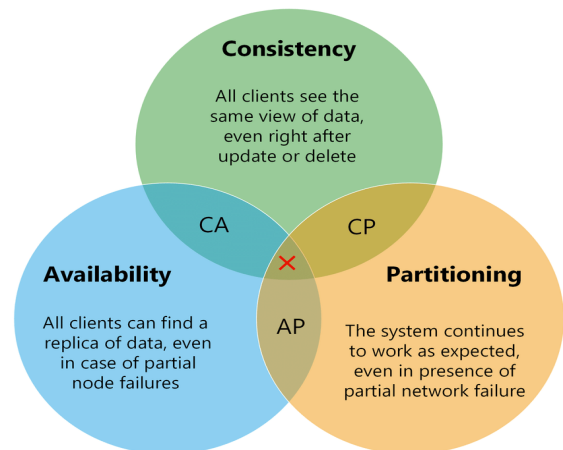 Consistency
All clients see the
same view of data,
even right after
update or delete
CA
CP
Availability
All clients can find a
replica of data, even
in case of partial
node failures
AP
Partitioning
The system continues
to work as expected,
even in presence of
partial network failure